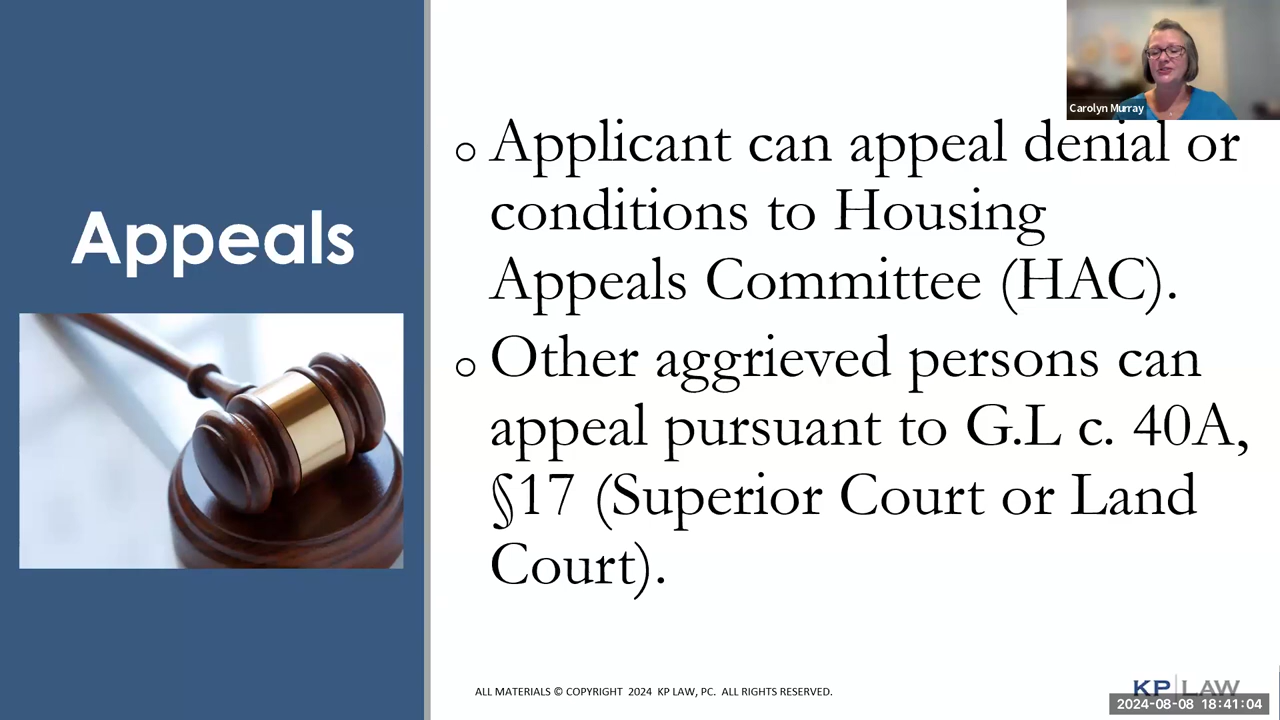 Carolyn Murray
Appeals
Applicant can appeal denial or
conditions to Housing
Appeals Committee (HAC).
Other aggrieved persons can
appeal pursuant to G.L c. 40A,
§17 (Superior Court or Land
Court).
ALL MATERIALS © COPYRIGHT 2024 KP LAW, PC. ALL RIGHTS RESERVED.
KP LAW
2024-08-08 18:41:04